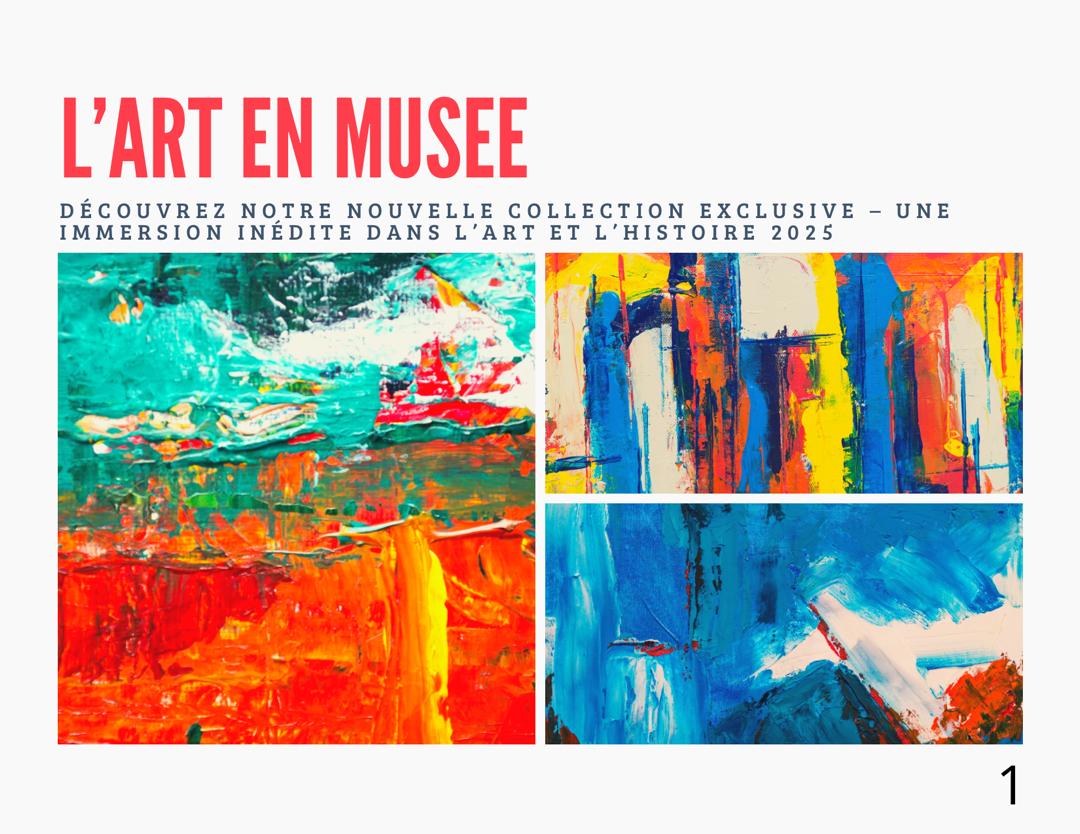 L’ART EN MUSEE
DÉCOUVREZ NOTRE NOUVELLE COLLECTION EXCLUSIVE – UNE
IMMERSION INÉDITE DANS L’ART ET L’HISTOIRE 2025
1